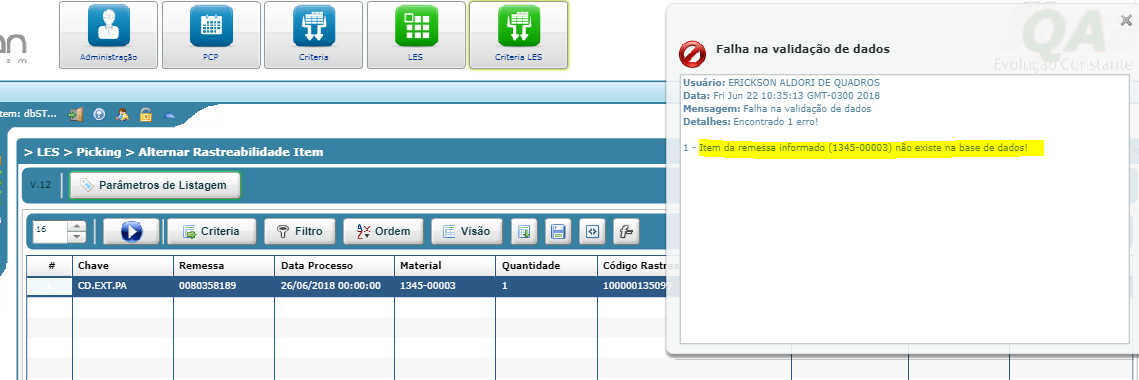 an
Administração
PCP
Criteria
LES
Criteria LES
QA
Evolução Constante
Falha na validação de dados
Usuário: ERICKSON ALDORI DE QUADROS
Data: Fri Jun 22 10:35:13 GMT-0300 2018
Mensagem: Falha na validação de dados
Detalhes: Encontrado 1 erro!
1 - Item da remessa informado (1345-00003) não existe na base de dados!
tem: dbST...
> LES > Picking > Alternar Rastreabilidade Item
V.12
Parâmetros de Listagem
16
Criteria
Filtro
Ordem
Visão
# Chave Remessa Data Processo Material Quantidade Código Rastrea
CD.EXT.PA 0080358189 26/06/2018 00:00:00 1345-00003 1 100000135099